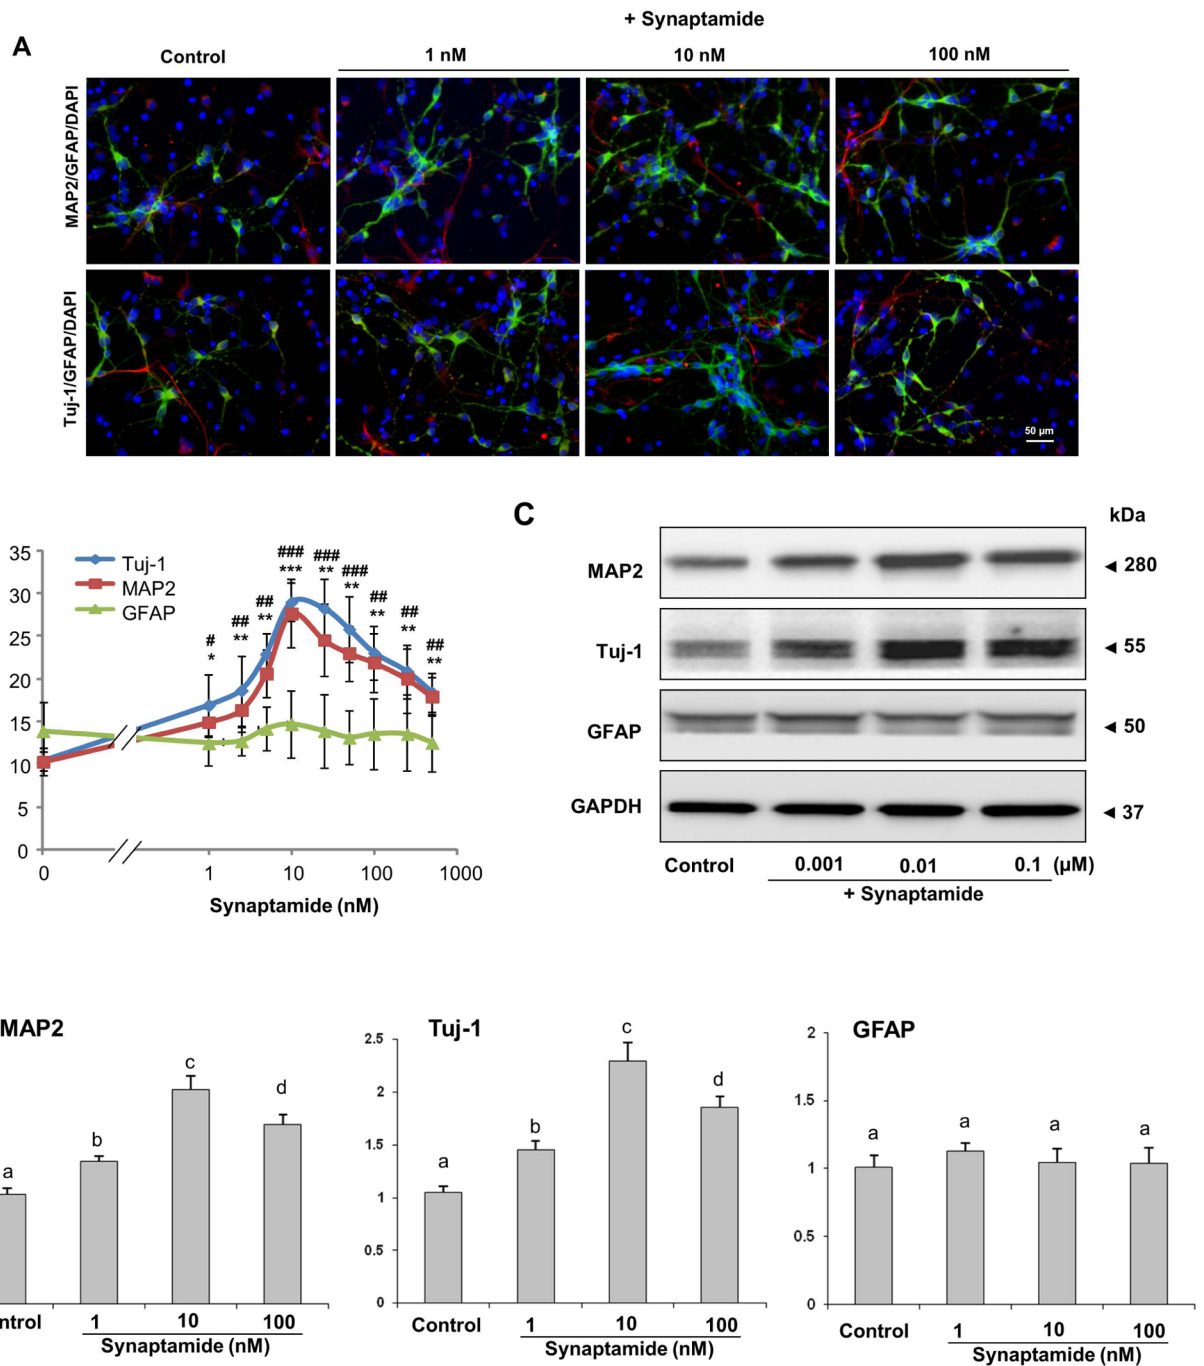 + Synaptamide
A
Control
1 nM
10 nM
100 nM
MAP2/GFAP/DAPI
Tuj-1/GFAP/DAPI
50 µm
35
30
25
20
15
10
5
0
Tuj-1
MAP2
GFAP
#
*
##
**
##
**
###
***
###
**
###
**
##
**
##
**
##
**
0
1
10
100
1000
Synaptamide (nM)
C
kDa
MAP2
◄ 280
Tuj-1
◄ 55
GFAP
◄ 50
GAPDH
◄ 37
Control
0.001
0.01
0.1 (µM)
+ Synaptamide
MAP2
a
b
c
d
ntrol
1
10
100
Synaptamide (nM)
Tuj-1
2.5
2
1.5
1
0.5
0
a
b
c
d
Control
1
10
100
Synaptamide (nM)
GFAP
2
1.5
1
0.5
0
a
a
a
a
Control
1
10
100
Synaptamide (nM)